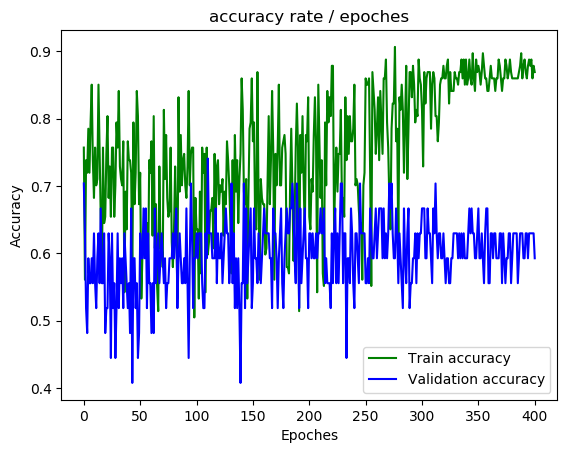 accuracy rate / epoches
0.9
0.8
0.7
0.6
0.5
0.4
Accuracy
0 50 100 150 200 250 300 350 400
Epoches
Train accuracy
Validation accuracy